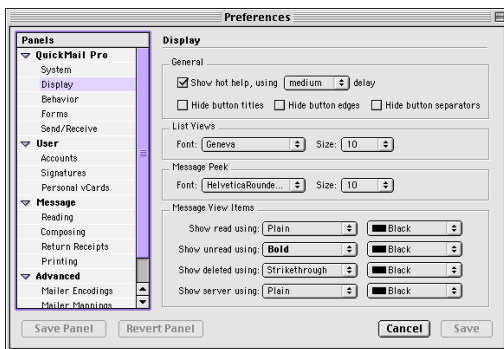 Preferences
Panels
QuickMail Pro
System
Display
Behavior
Forms
Send/Receive
User
Accounts
Signatures
Personal vCards
Message
Reading
Composing
Return Receipts
Printing
Advanced
Mailer Encodings
Mailer Mappings
Display
General
Show hot help, using medium delay
Hide button titles Hide button edges Hide button separators
List Views
Font: Geneva Size: 10
Message Peek
Font: HelveticaRounde... Size: 10
Message View Items
Show read using: Plain Black
Show unread using: Bold Black
Show deleted using: Strikethrough Black
Show server using: Plain Black
Save Panel Revert Panel Cancel Save